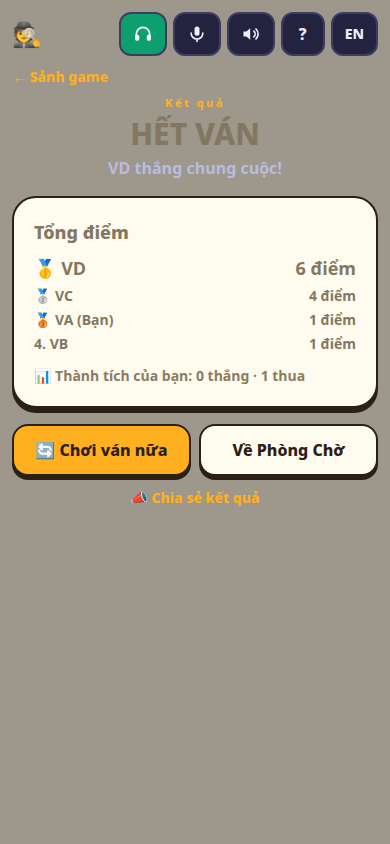 ? EN
← Sảnh game
Kết quả
HẾT VÁN
VD thắng chung cuộc!
Tổng điểm
🥇 VD 6 điểm
🥈 VC 4 điểm
🥉 VA (Bạn) 1 điểm
4. VB 1 điểm
📊 Thành tích của bạn: 0 thắng · 1 thua
🔄 Chơi ván nữa Về Phòng Chờ
📣 Chia sẻ kết quả